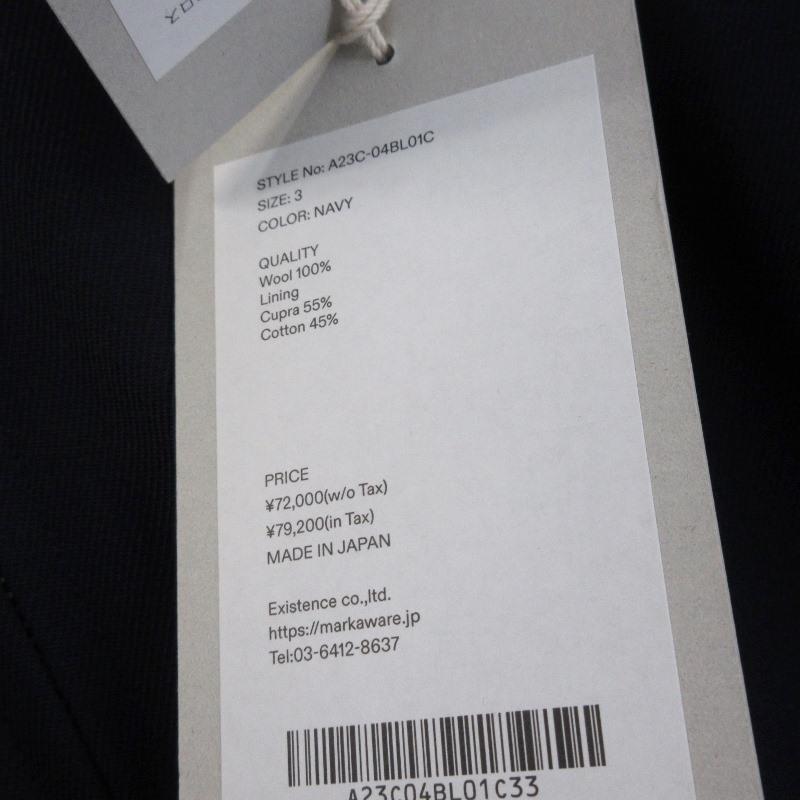 ロス
STYLE No: A23C-04BL01C
SIZE: 3
COLOR: NAVY
QUALITY
Wool 100%
Lining
Cupra 55%
Cotton 45%
PRICE
¥72,000(w/o Tax)
¥79,200(in Tax)
MADE IN JAPAN
Existence co.,ltd.
https://markaware.jp
Tel:03-6412-8637
A23C04BL01C33